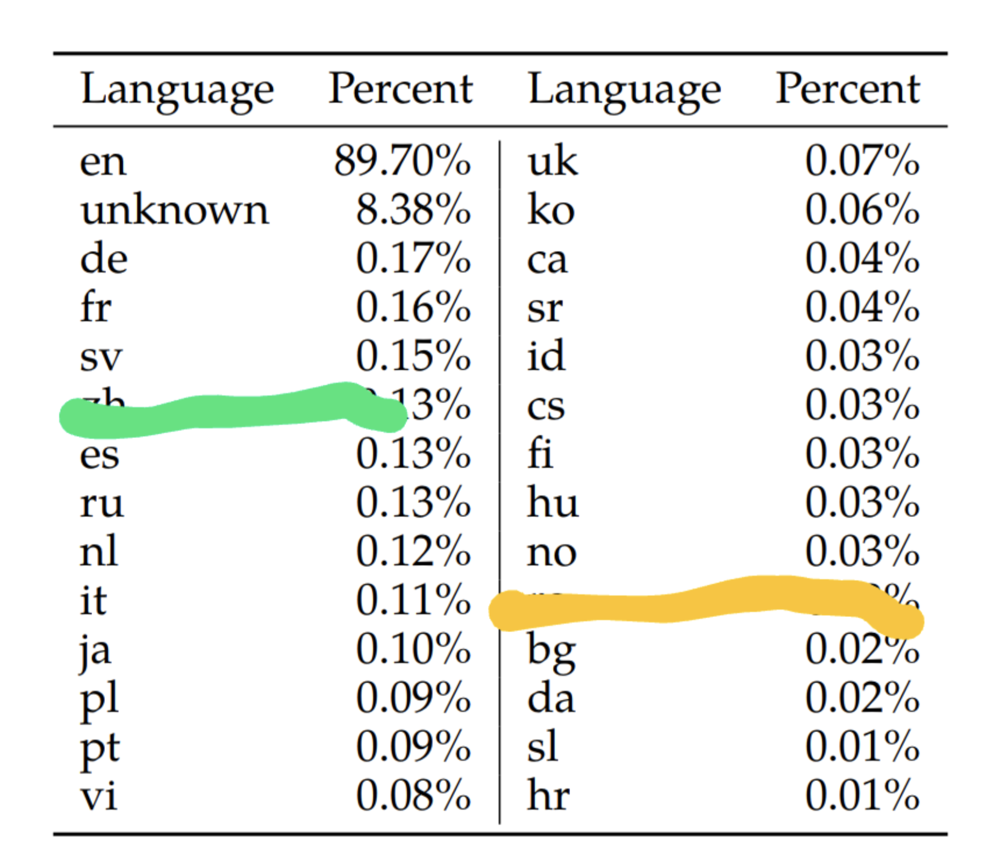 Language Percent Language Percent
en 89.70% uk 0.07%
unknown 8.38% ko 0.06%
de 0.17% ca 0.04%
fr 0.16% sr 0.04%
sv 0.15% id 0.03%
zh 13% cs 0.03%
es 0.13% fi 0.03%
ru 0.13% hu 0.03%
nl 0.12% no 0.03%
it 0.11%
ja 0.10% bg 0.02%
pl 0.09% da 0.02%
pt 0.09% sl 0.01%
vi 0.08% hr 0.01%